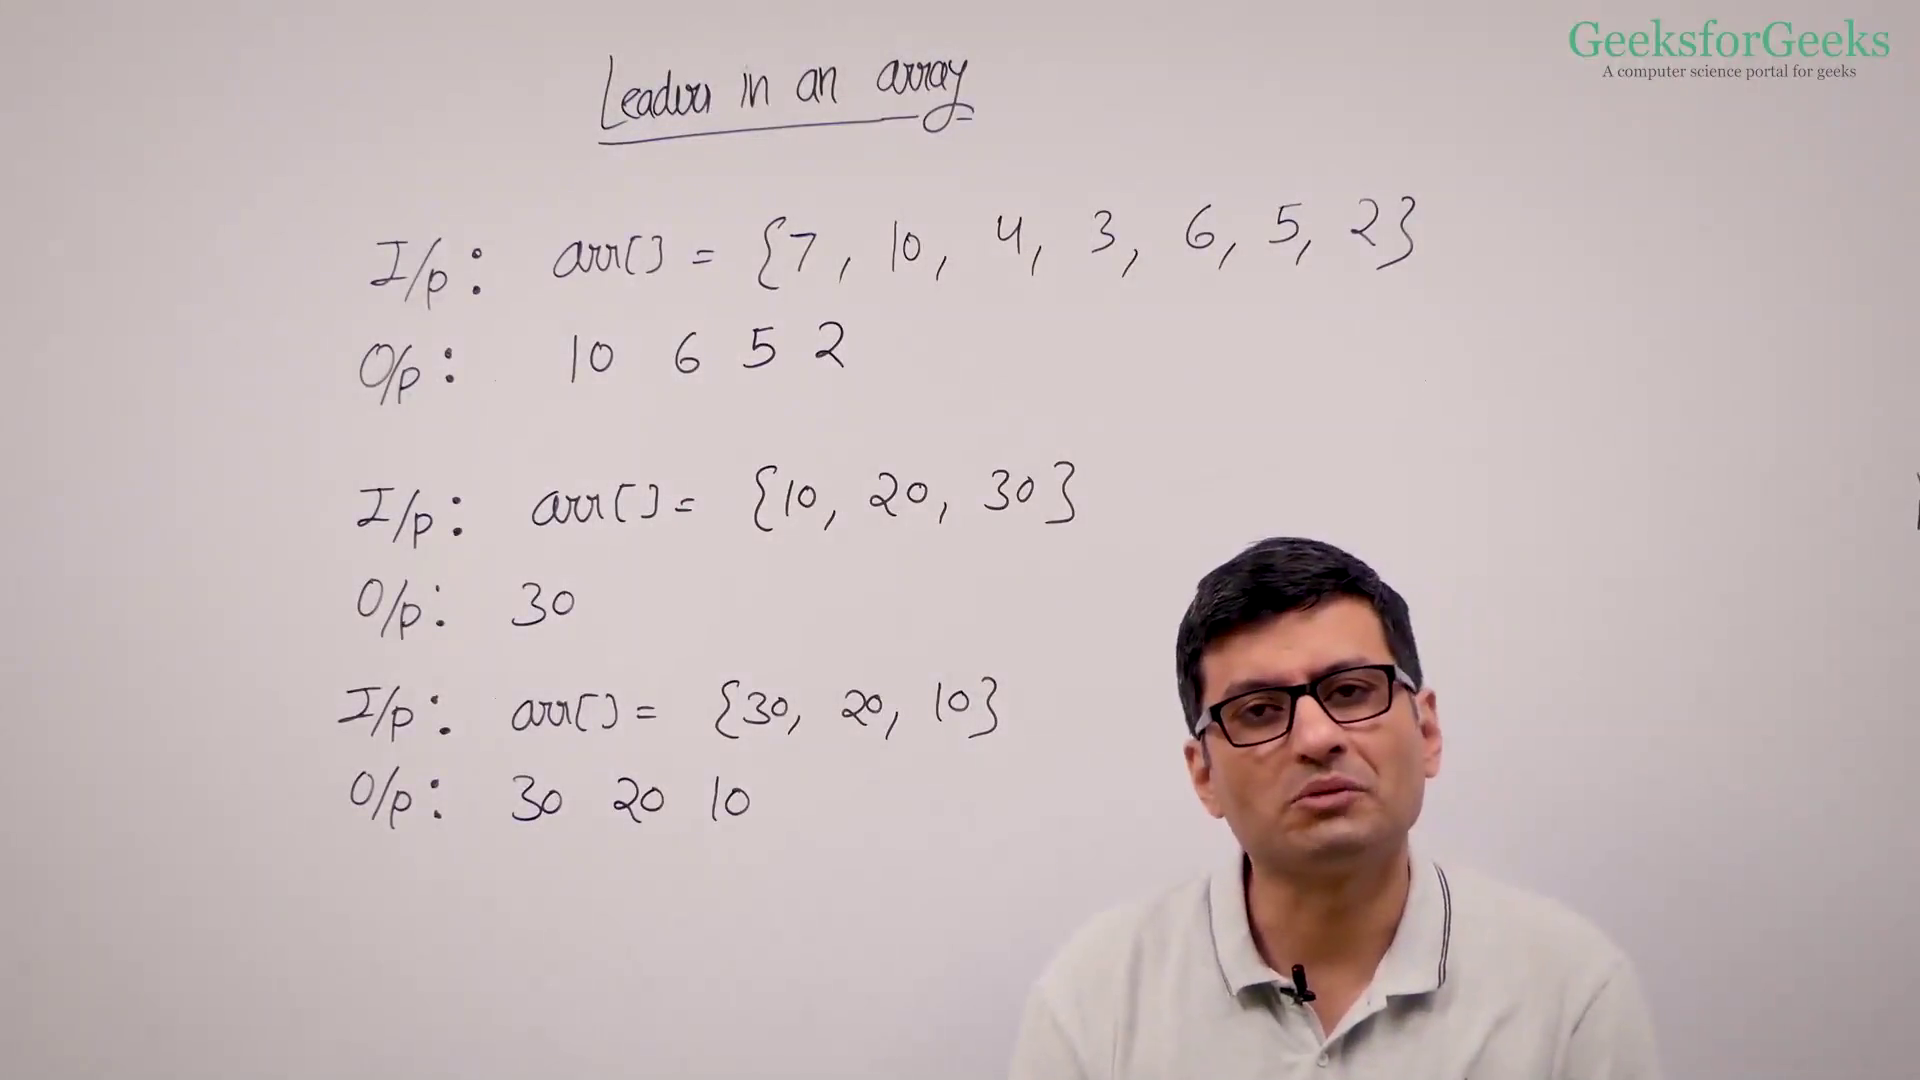 GeeksforGeeks
A computer science portal for geeks
Leaders in an array
I/p: arr[] = {7, 10, 4, 3, 6, 5, 2}
O/p: 10 6 5 2
I/p: arr[] = {10, 20, 30}
O/p: 30
I/p: arr[] = {30, 20, 10}
O/p: 30 20 10